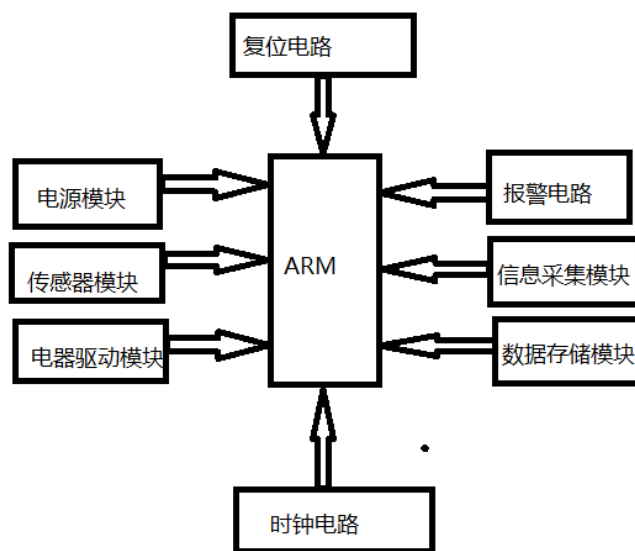 复位电路
电源模块
报警电路
传感器模块
ARM
信息采集模块
电器驱动模块
数据存储模块
时钟电路